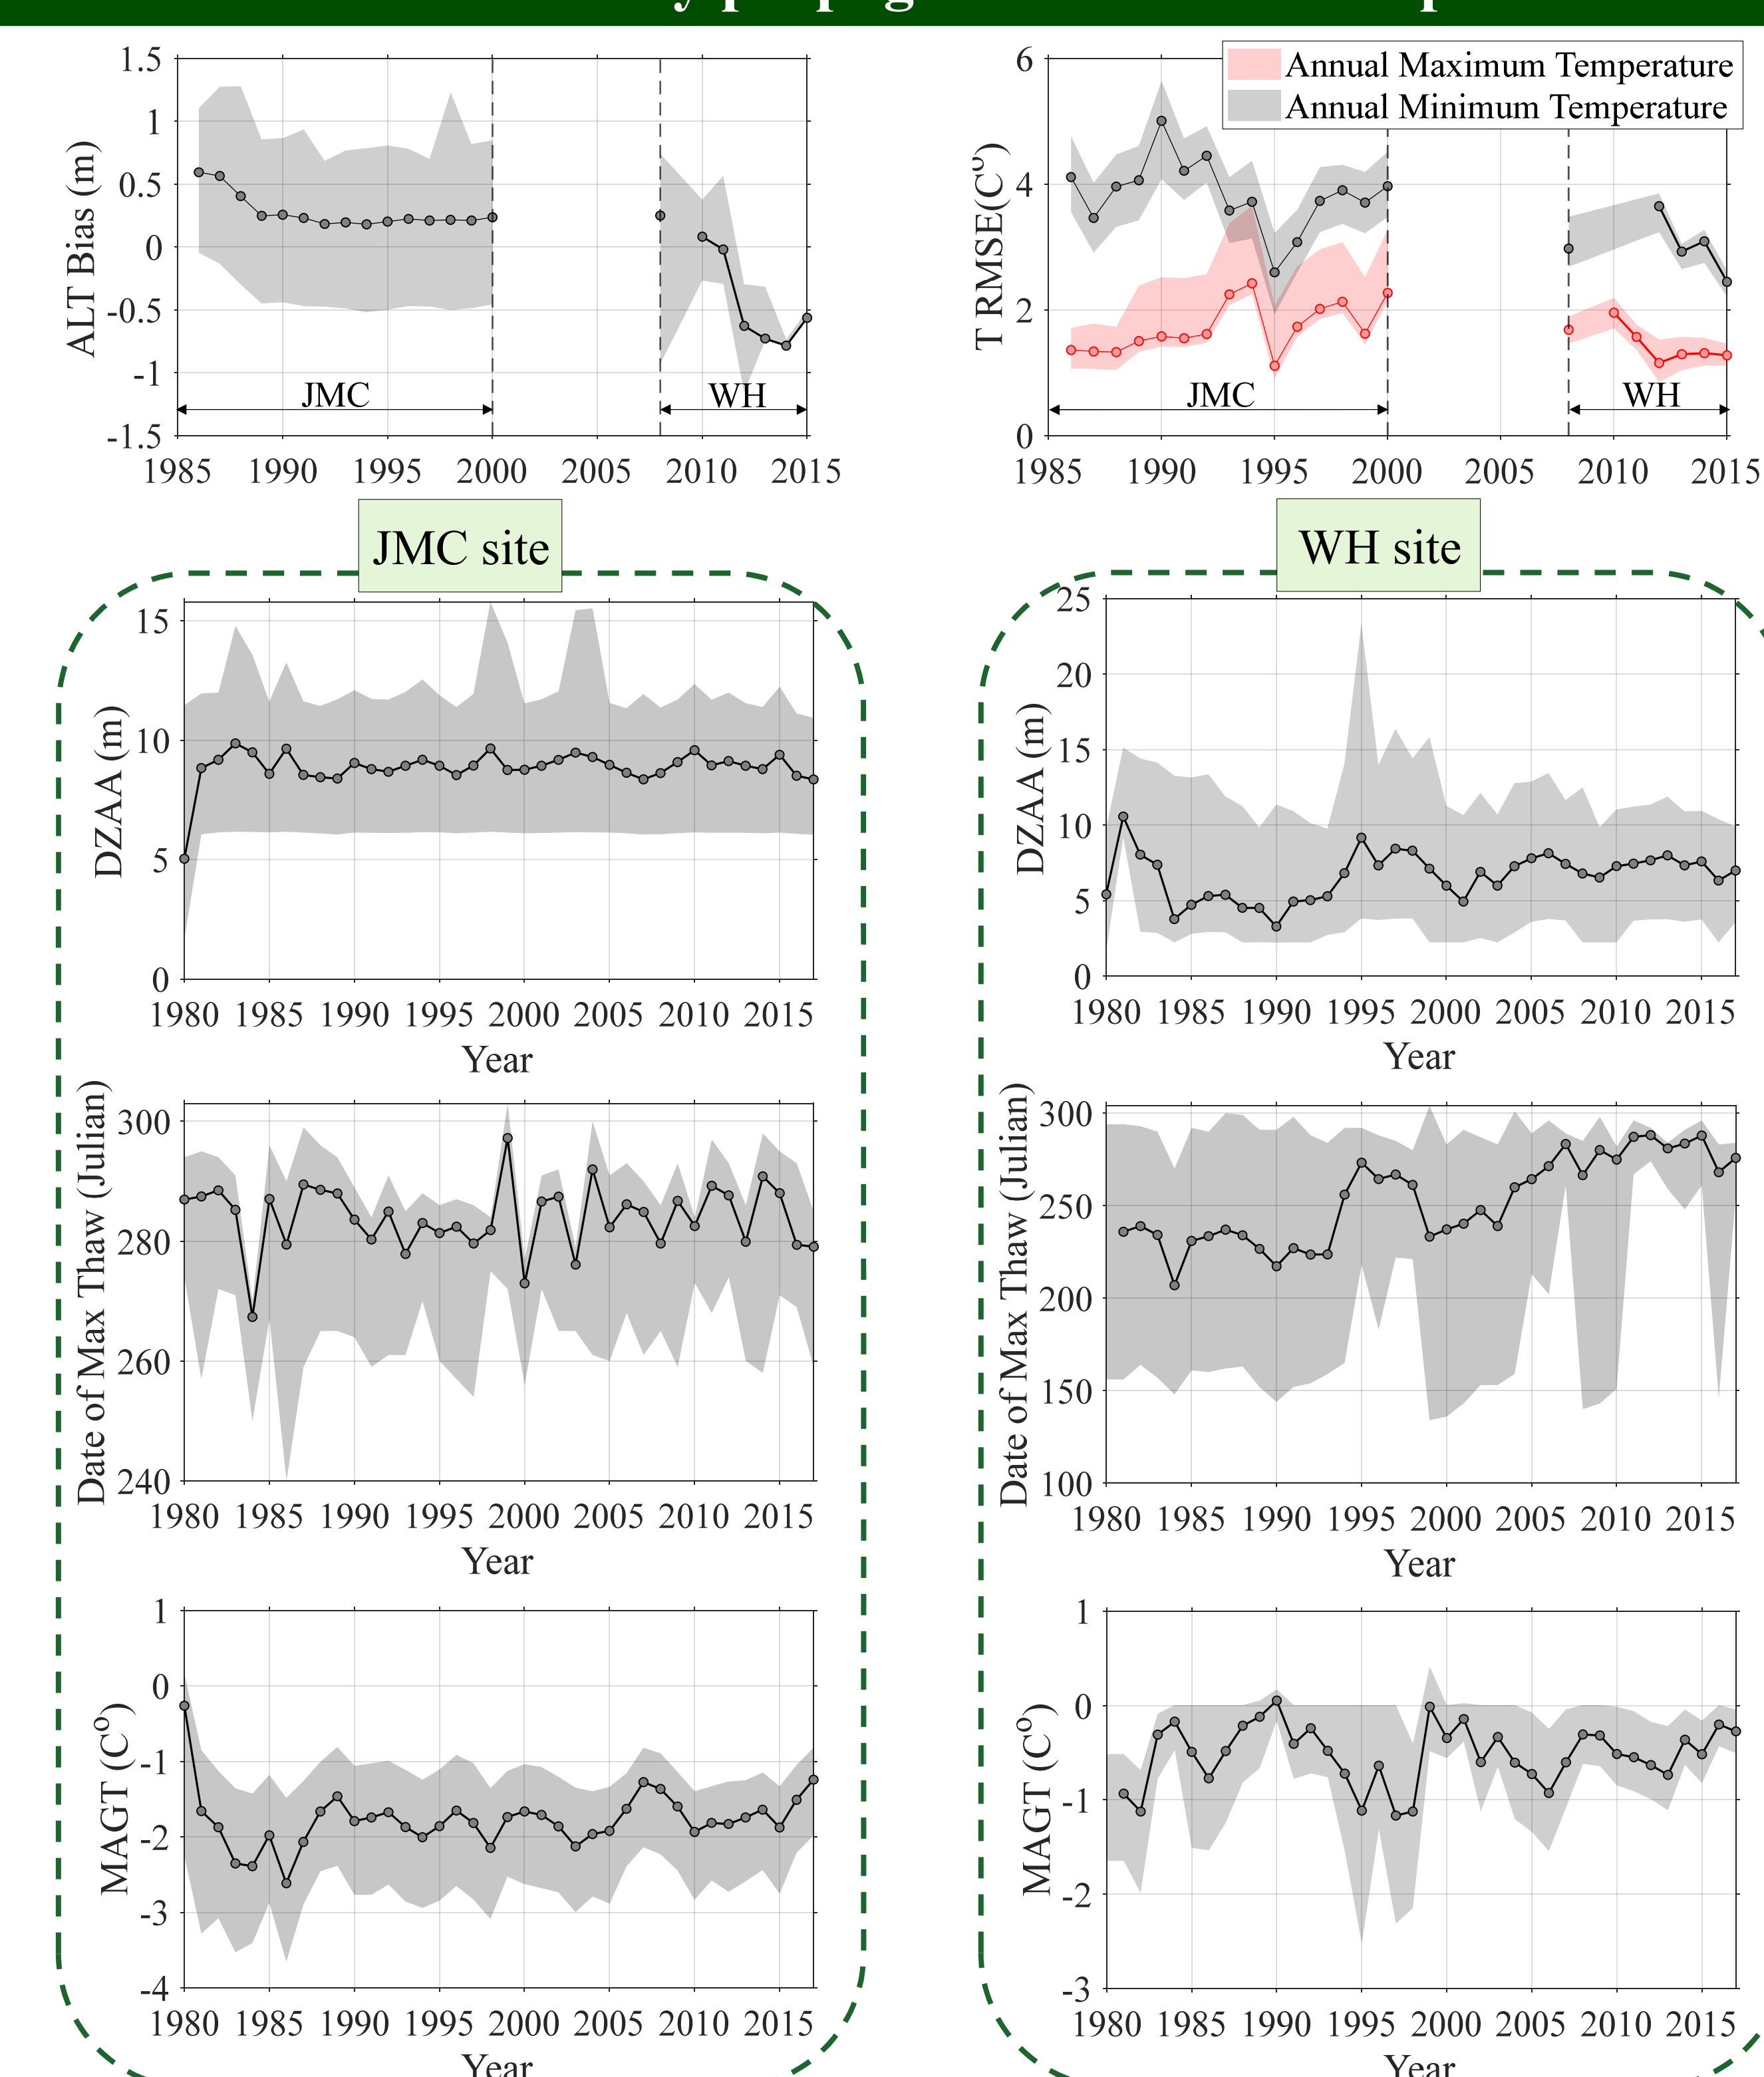 1.5
1
0.5
0
-0.5
-1
-1.5
ALT Bias (m)
JMC
WH
1985 1990 1995 2000 2005 2010 2015
Annual Maximum Temperature
Annual Minimum Temperature
6
4
2
0
T RMSE(Cº)
JMC
WH
1985 1990 1995 2000 2005 2010 2015
JMC site
WH site
15
10
5
0
DZAA (m)
1980 1985 1990 1995 2000 2005 2010 2015
Year
25
20
15
10
5
0
DZAA (m)
1980 1985 1990 1995 2000 2005 2010 2015
Year
300
280
260
240
Date of Max Thaw (Julian)
1980 1985 1990 1995 2000 2005 2010 2015
Year
300
250
200
150
100
Date of Max Thaw (Julian)
1980 1985 1990 1995 2000 2005 2010 2015
Year
1
0
-1
-2
-3
-4
MAGT (Cº)
1980 1985 1990 1995 2000 2005 2010 2015
Year
1
0
-1
-2
-3
MAGT (Cº)
1980 1985 1990 1995 2000 2005 2010 2015
Year